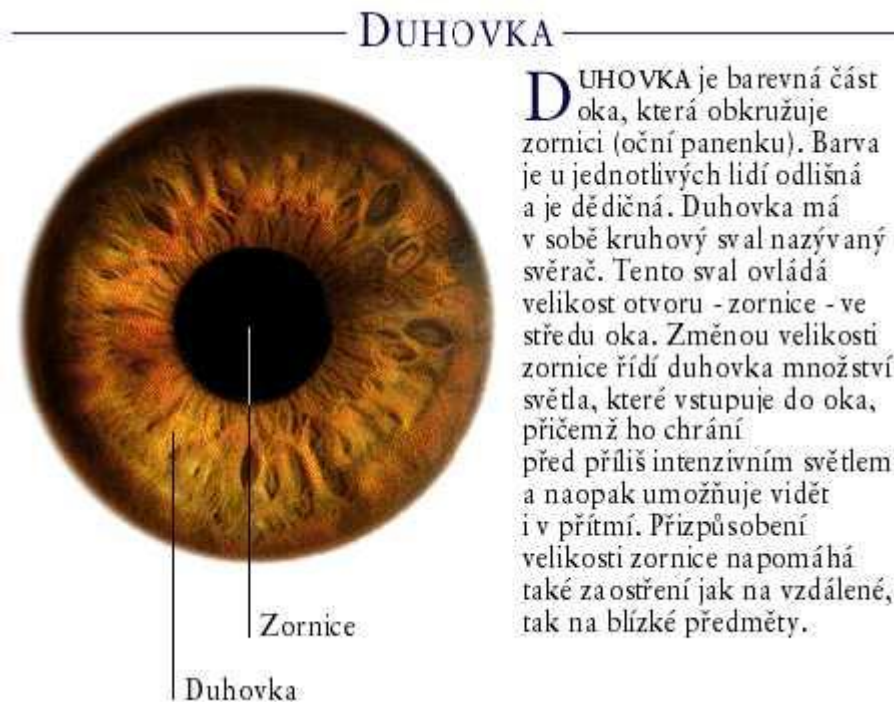 DUHOVKA
DUHOVKA je barevná část
oka, která obkružuje
zornici (oční panenku). Barva
je u jednotlivých lidí odlišná
a je dědičná. Duhovka má
v sobě kruhový sval nazývaný
svěrač. Tento sval ovládá
velikost otvoru - zornice - ve
středu oka. Změnou velikosti
zornice řídí duhovka množství
světla, které vstupuje do oka,
přičemž ho chrání
před příliš intenzivním světlem
a naopak umožňuje vidět
i v přítmí. Přizpůsobení
velikosti zornice napomáhá
také zaostření jak na vzdálené,
tak na blízké předměty.
Zornice
Duhovka